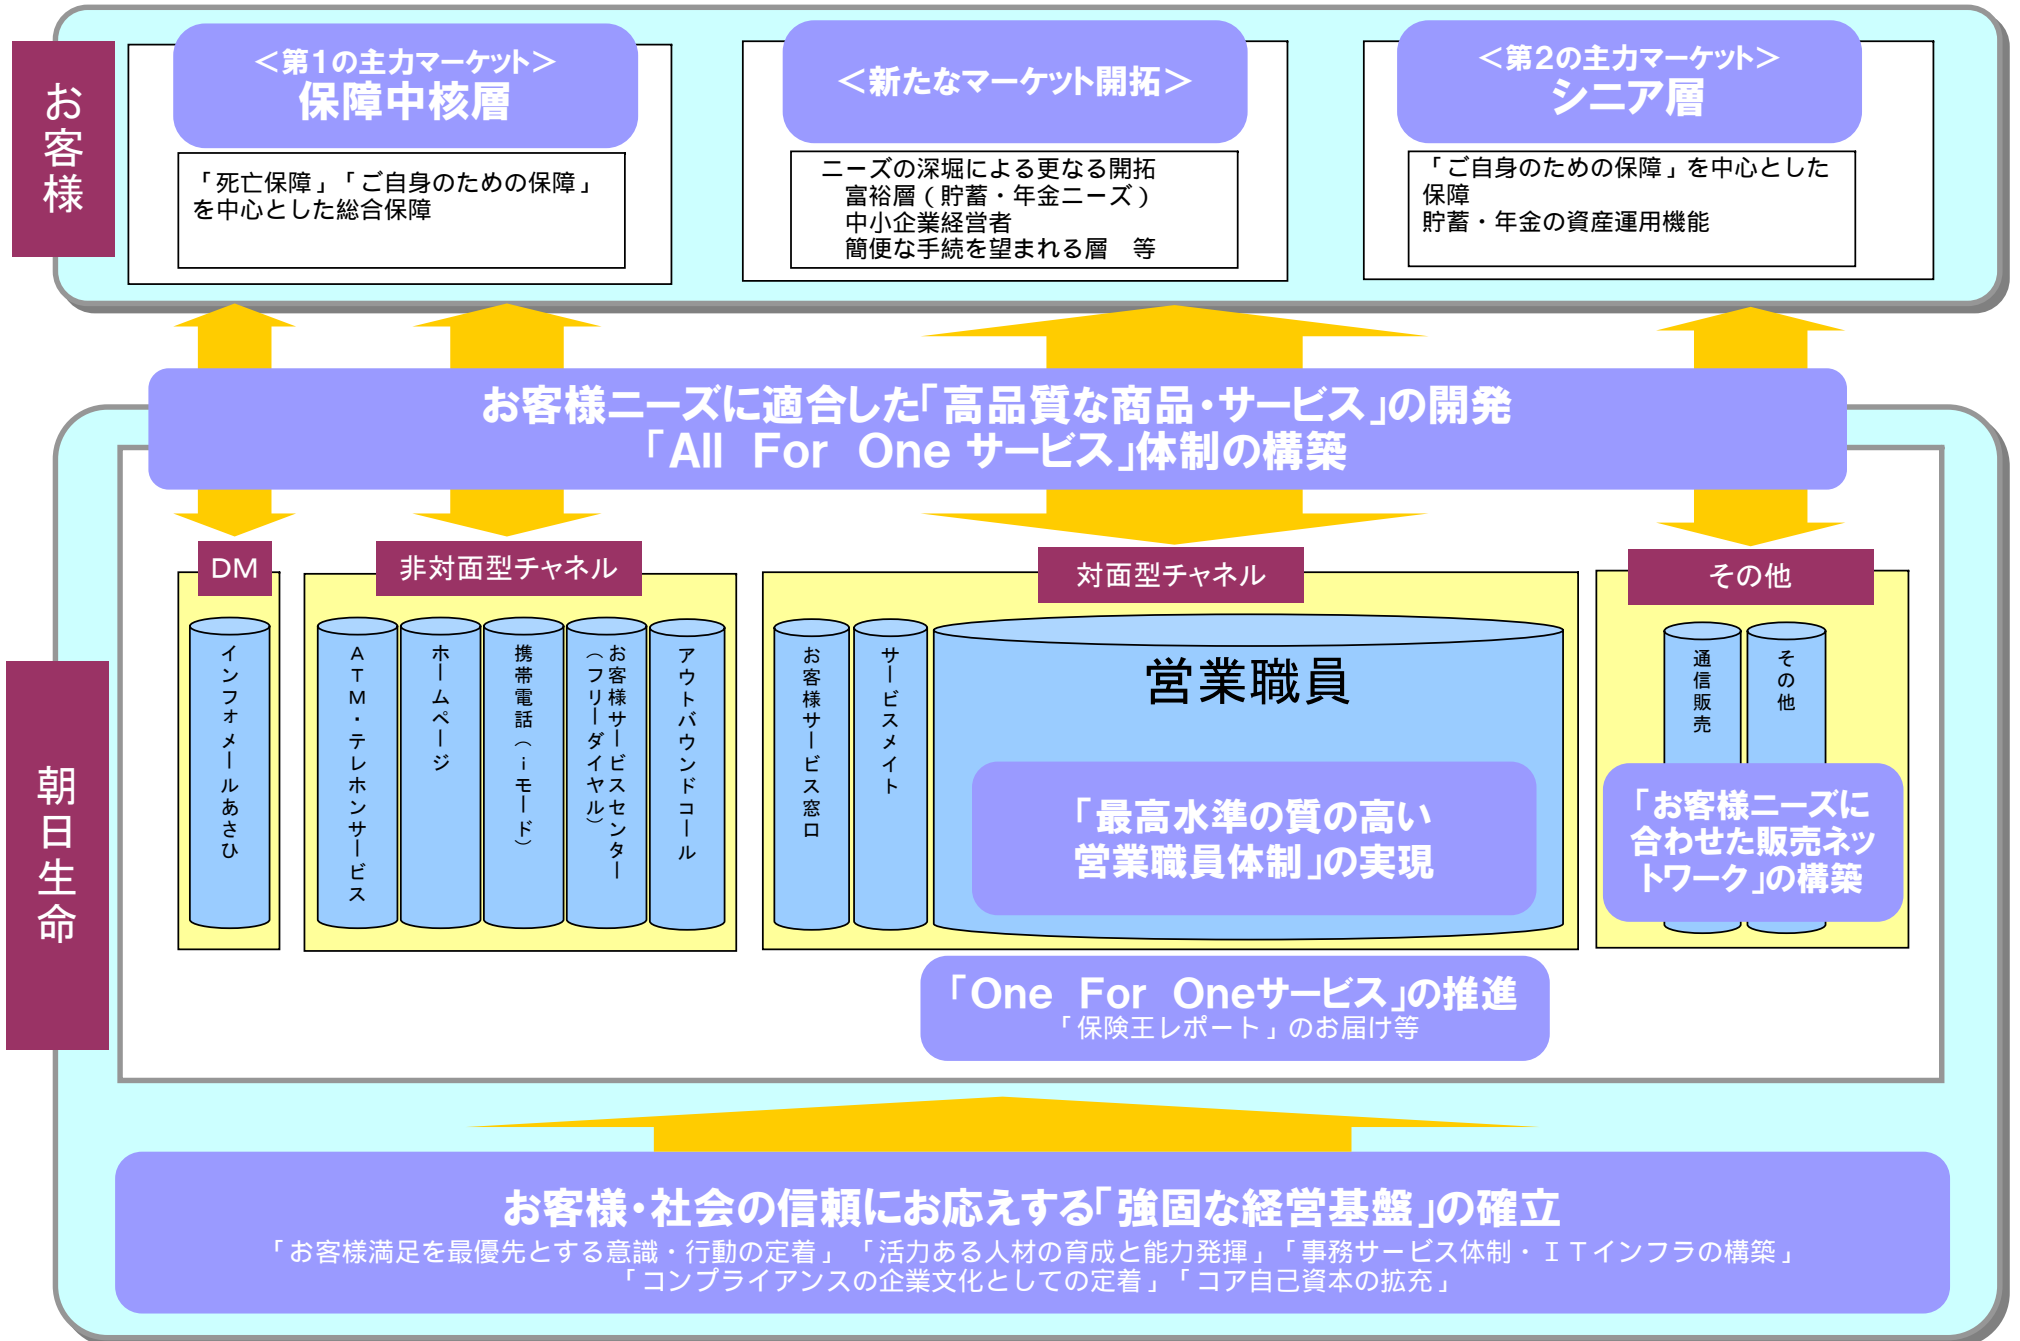 お客様
＜第1の主力マーケット＞
保障中核層
「死亡保障」「ご自身のための保障」
を中心とした総合保障
＜新たなマーケット開拓＞
ニーズの深堀による更なる開拓
富裕層（貯蓄・年金ニーズ）
中小企業経営者
簡便な手続を望まれる層　等
＜第2の主力マーケット＞
シニア層
「ご自身のための保障」を中心とした
保障
貯蓄・年金の資産運用機能
お客様ニーズに適合した「高品質な商品・サービス」の開発
「All For One サービス」体制の構築
朝日生命
DM
インフォメールあさひ
非対面型チャネル
ＡＴＭ・テレホンサービス
ホームページ
携帯電話（ｉモード）
お客様サービスセンター
（フリーダイヤル）
アウトバウンドコール
対面型チャネル
お客様サービス窓口
サービスメイト
営業職員
「最高水準の質の高い
営業職員体制」の実現
その他
通信販売
その他
「お客様ニーズに
合わせた販売ネッ
トワーク」の構築
「One For Oneサービス」の推進
「保険王レポート」のお届け等
お客様・社会の信頼にお応えする「強固な経営基盤」の確立
「お客様満足を最優先とする意識・行動の定着」 「活力ある人材の育成と能力発揮」「事務サービス体制・ＩＴインフラの構築」
「コンプライアンスの企業文化としての定着」「コア自己資本の拡充」